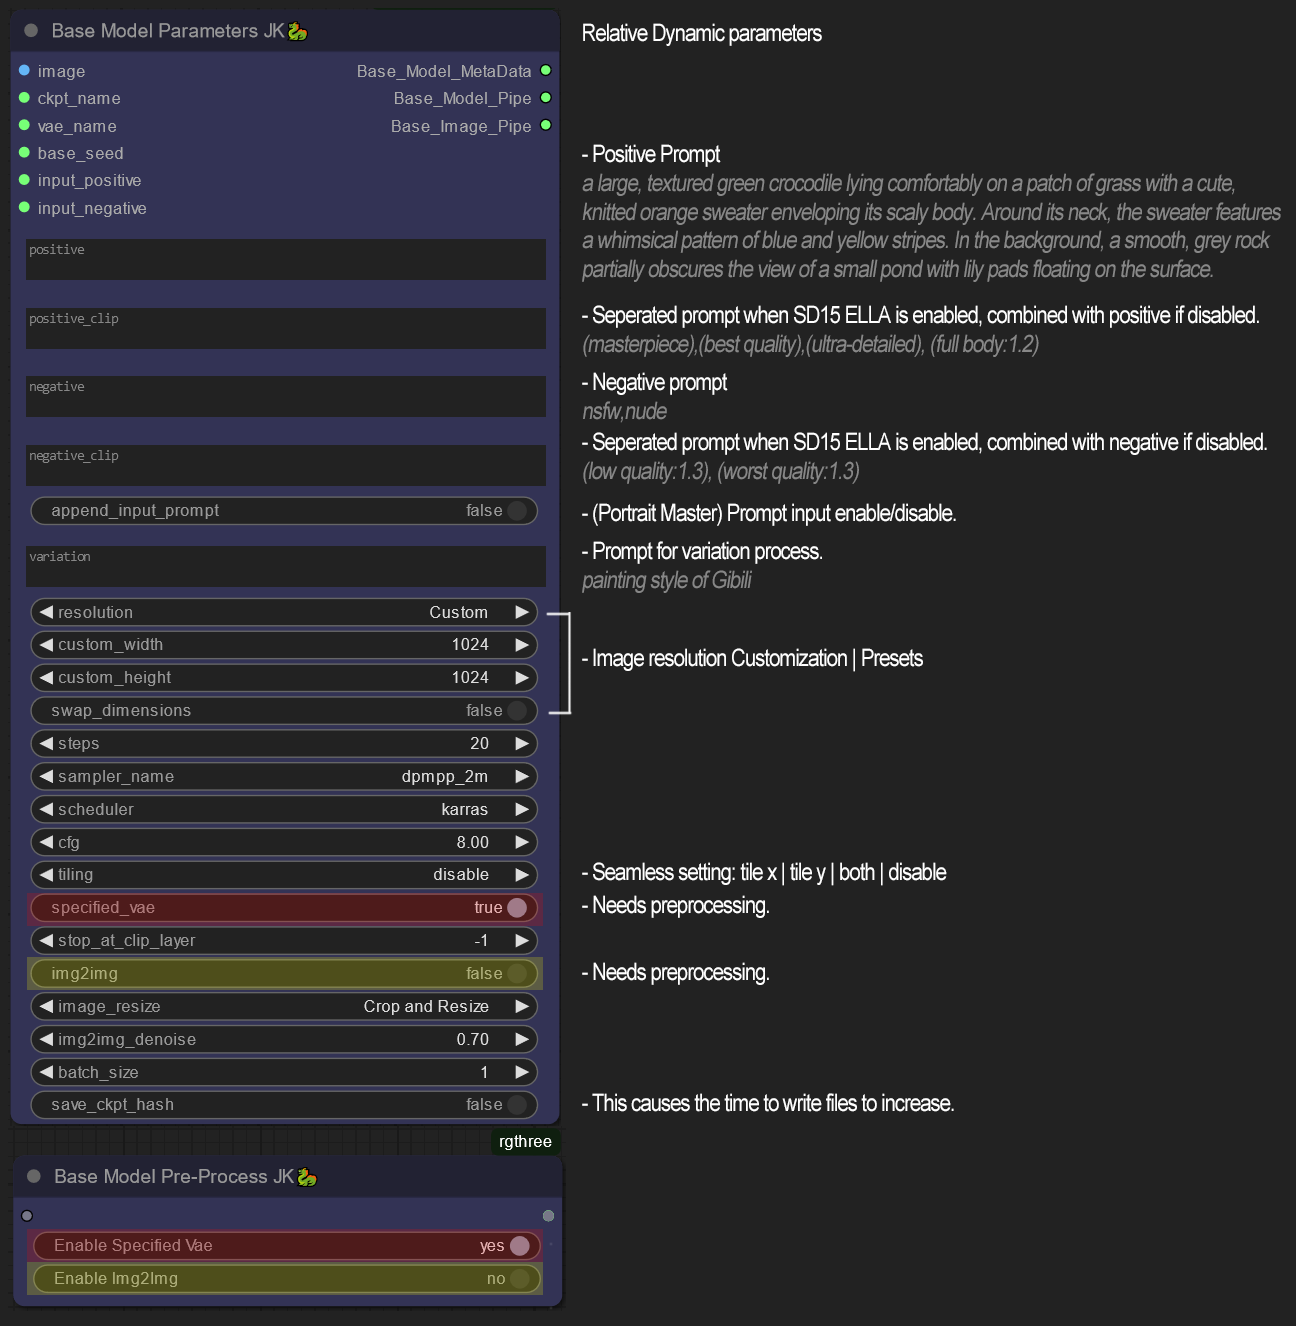 Base Model Parameters JK🐉
Relative Dynamic parameters
image
Base_Model_MetaData
ckpt_name
Base_Model_Pipe
vae_name
Base_Image_Pipe
base_seed
input_positive
input_negative
- Positive Prompt
a large, textured green crocodile lying comfortably on a patch of grass with a cute,
knitted orange sweater enveloping its scaly body. Around its neck, the sweater features
a whimsical pattern of blue and yellow stripes. In the background, a smooth, grey rock
partially obscures the view of a small pond with lily pads floating on the surface.
positive
positive_clip
- Seperated prompt when SD15 ELLA is enabled, combined with positive if disabled.
(masterpiece),(best quality),(ultra-detailed), (full body:1.2)
negative
- Negative prompt
nsfw,nude
negative_clip
- Seperated prompt when SD15 ELLA is enabled, combined with negative if disabled.
(low quality:1.3), (worst quality:1.3)
append_input_prompt false
- (Portrait Master) Prompt input enable/disable.
variation
- Prompt for variation process.
painting style of Gibili
resolution Custom
custom_width 1024
custom_height 1024
swap_dimensions false
- Image resolution Customization | Presets
steps 20
sampler_name dpmpp_2m
scheduler karras
cfg 8.00
tiling disable
- Seamless setting: tile x | tile y | both | disable
specified_vae true
- Needs preprocessing.
stop_at_clip_layer -1
img2img false
- Needs preprocessing.
image_resize Crop and Resize
img2img_denoise 0.70
batch_size 1
save_ckpt_hash false
- This causes the time to write files to increase.
rgthree
Base Model Pre-Process JK🐉
Enable Specified Vae yes
Enable Img2Img no